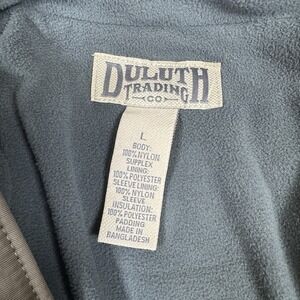 DULUTH
TRADING
CO
L
BODY:
100% NYLON
SUPPLEX
LINING:
100% POLYESTER
SLEEVE LINING:
100% NYLON
SLEEVE
INSULATION:
100% POLYESTER
PADDING
MADE IN
BANGLADESH